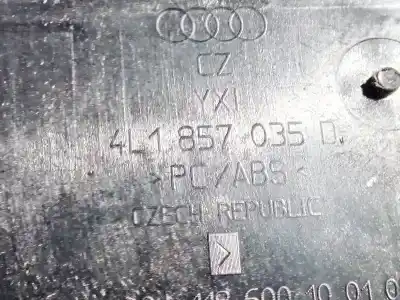 CZ
YXI
4L1 857 035 D.
>PC/ABS<
CZECH REPUBLIC